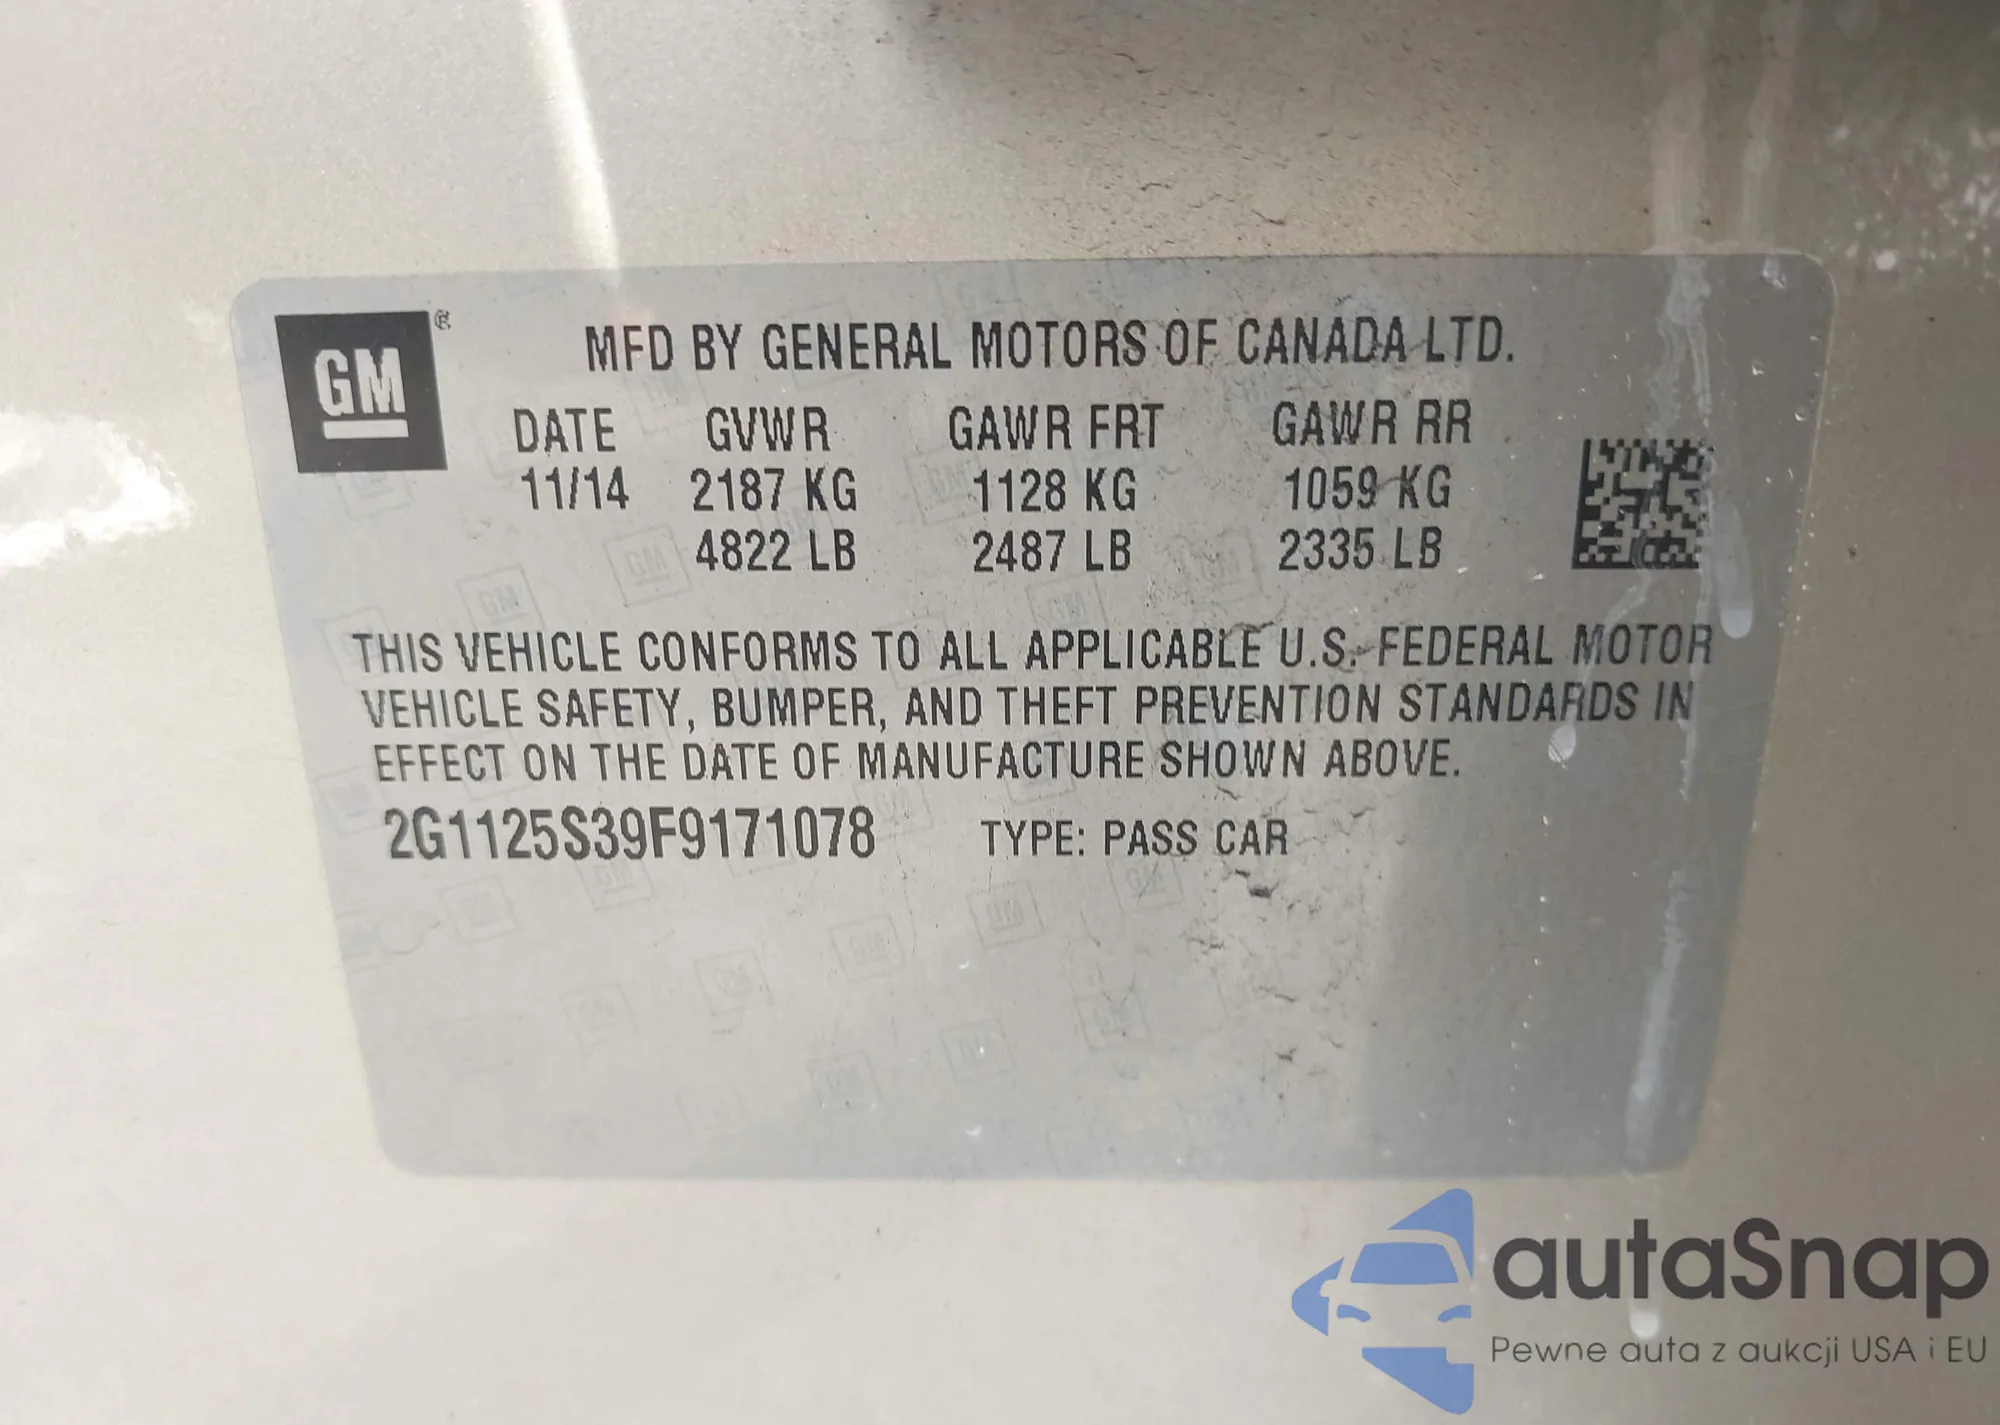 GM ®
MFD BY GENERAL MOTORS OF CANADA LTD.
DATE GVWR GAWR FRT GAWR RR
11/14 2187 KG 1128 KG 1059 KG
4822 LB 2487 LB 2335 LB
THIS VEHICLE CONFORMS TO ALL APPLICABLE U.S. FEDERAL MOTOR
VEHICLE SAFETY, BUMPER, AND THEFT PREVENTION STANDARDS IN
EFFECT ON THE DATE OF MANUFACTURE SHOWN ABOVE.
2G1125S39F9171078 TYPE: PASS CAR
autaSnap
Pewne auta z aukcji USA i EU